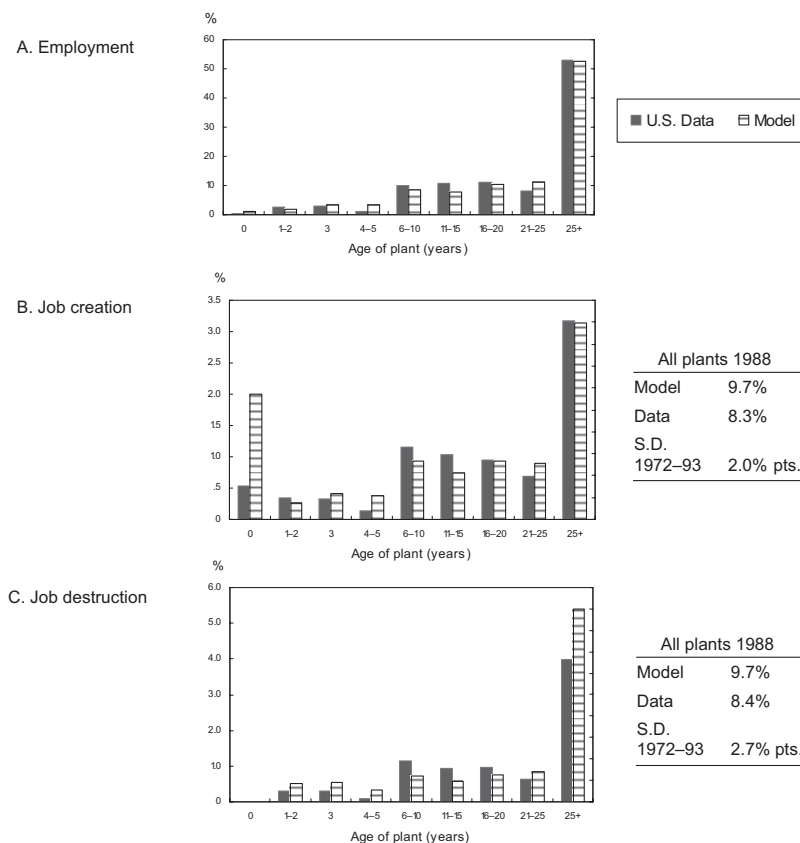 A. Employment
%
60
50
40
30
20
10
0
0 1–2 3 4–5 6–10 11–15 16–20 21–25 25+
Age of plant (years)
U.S. Data Model
B. Job creation
%
3.5
3.0
2.5
2.0
1.5
10
.5
0
0 1–2 3 4–5 6–10 11–15 16–20 21–25 25+
Age of plant (years)
All plants 1988
Model 9.7%
Data 8.3%
S.D.
1972–93 2.0% pts.
C. Job destruction
%
6.0
5.0
4.0
3.0
2.0
10
0
0 1–2 3 4–5 6–10 11–15 16–20 21–25 25+
Age of plant (years)
All plants 1988
Model 9.7%
Data 8.4%
S.D.
1972–93 2.7% pts.